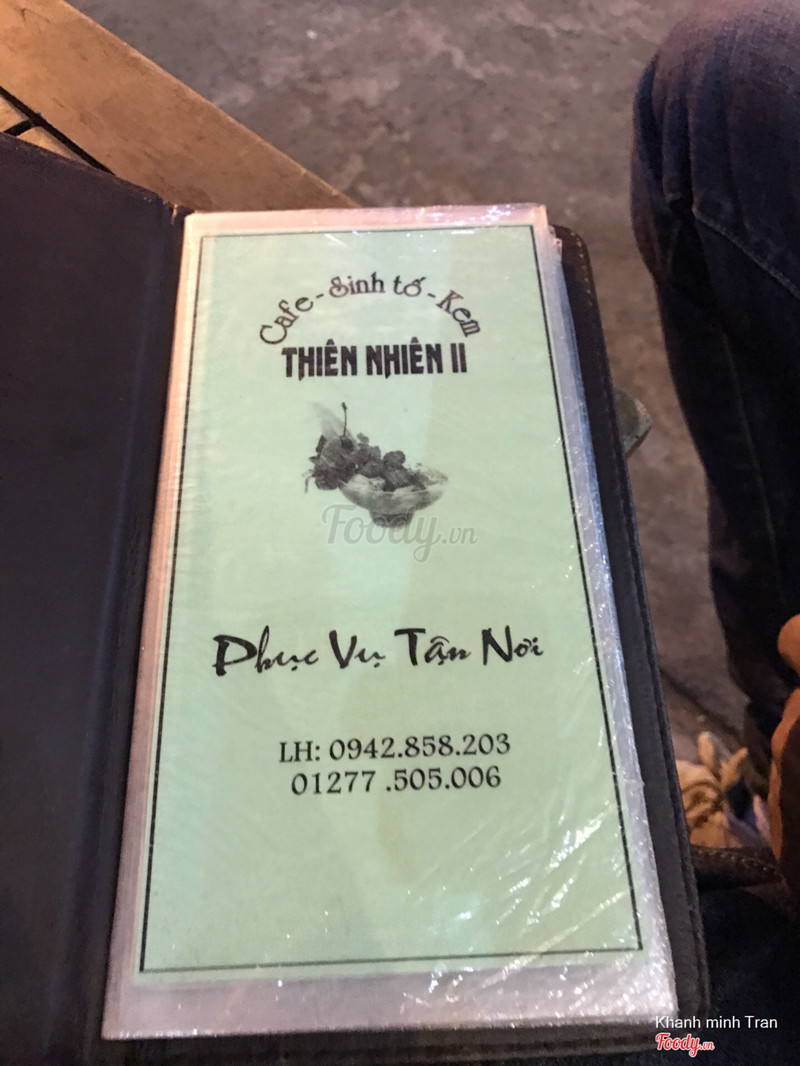 Cafe - Sinh tố - Kem
THIÊN NHIÊN II
Foody.vn
Phục Vụ Tận Nơi
LH: 0942.858.203
01277 .505.006
Khanh minh Tran
Foody.vn